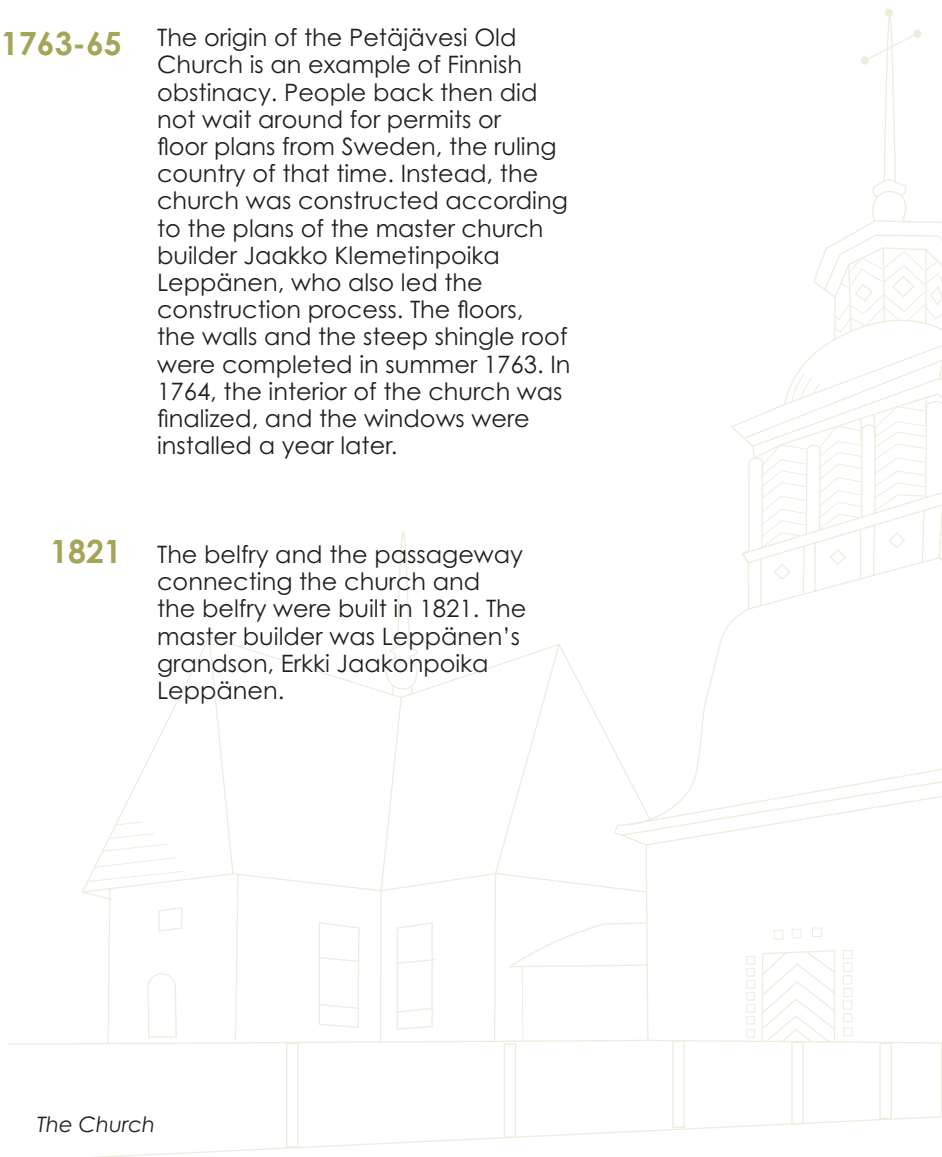 1763-65
The origin of the Petäjävesi Old
Church is an example of Finnish
obstinacy. People back then did
not wait around for permits or
floor plans from Sweden, the ruling
country of that time. Instead, the
church was constructed according
to the plans of the master church
builder Jaakko Klemetinpoika
Leppänen, who also led the
construction process. The floors,
the walls and the steep shingle roof
were completed in summer 1763. In
1764, the interior of the church was
finalized, and the windows were
installed a year later.
1821
The belfry and the passageway
connecting the church and
the belfry were built in 1821. The
master builder was Leppänen’s
grandson, Erkki Jaakonpoika
Leppänen.
The Church